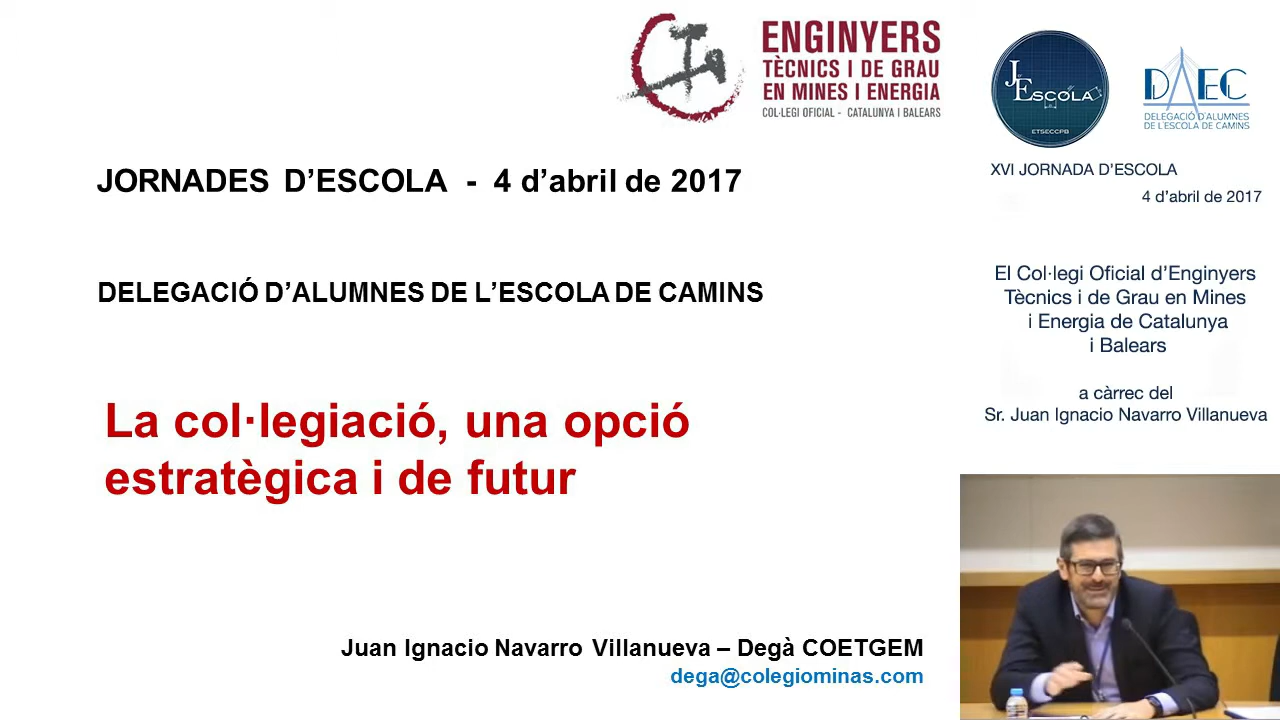 ENGINYERS
TÈCNICS I DE GRAU
EN MINES I ENERGIA
COL·LEGI OFICIAL - CATALUNYA I BALEARS
JORNADES D'ESCOLA - 4 d'abril de 2017
DELEGACIÓ D'ALUMNES DE L'ESCOLA DE CAMINS
La col·legiació, una opció
estratègica i de futur
Juan Ignacio Navarro Villanueva – Degà COETGEM
dega@colegiominas.com
J ESCOLA
ETSECCPB
DAEC
DELEGACIÓ D'ALUMNES
DE L'ESCOLA DE CAMINS
XVI JORNADA D'ESCOLA
4 d'abril de 2017
El Col·legi Oficial d'Enginyers
Tècnics i de Grau en Mines
i Energia de Catalunya
i Balears
a càrrec del
Sr. Juan Ignacio Navarro Villanueva